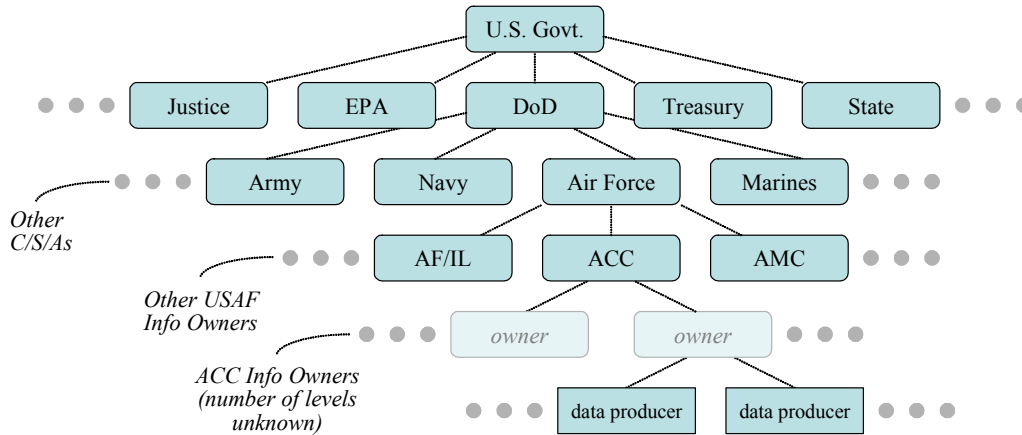 U.S. Govt.
Justice
EPA
DoD
Treasury
State
Army
Navy
Air Force
Marines
Other
C/S/As
AF/IL
ACC
AMC
Other USAF
Info Owners
owner
owner
ACC Info Owners
(number of levels
unknown)
data producer
data producer